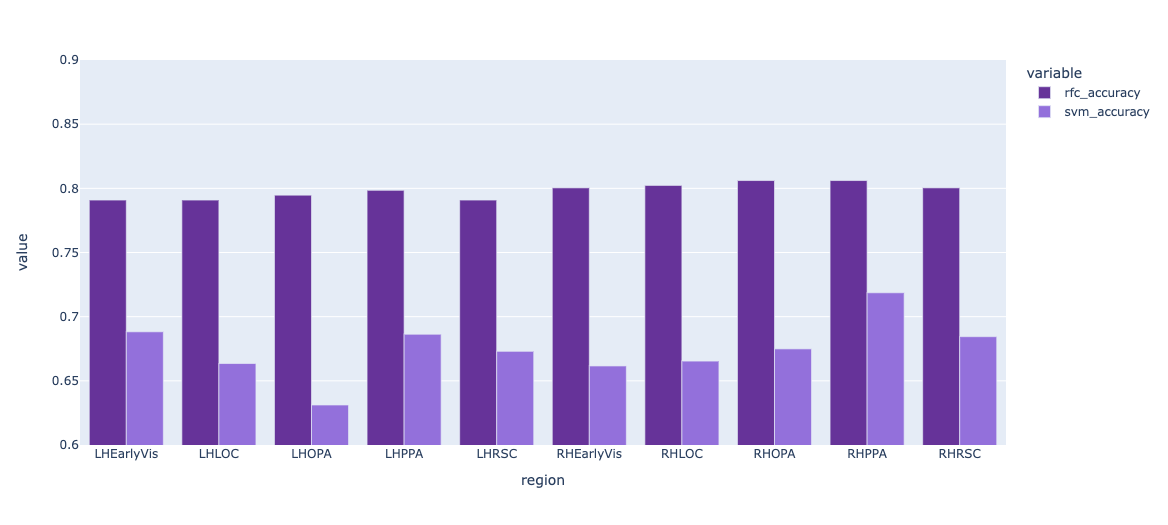 0.9
0.85
0.8
0.75
0.7
0.65
0.6
value
LHEarlyVis
LHLOC
LHOPA
LHPPA
LHRSC
RHEarlyVis
RHLOC
RHOPA
RHPPA
RHRSC
region
variable
rfc_accuracy
svm_accuracy